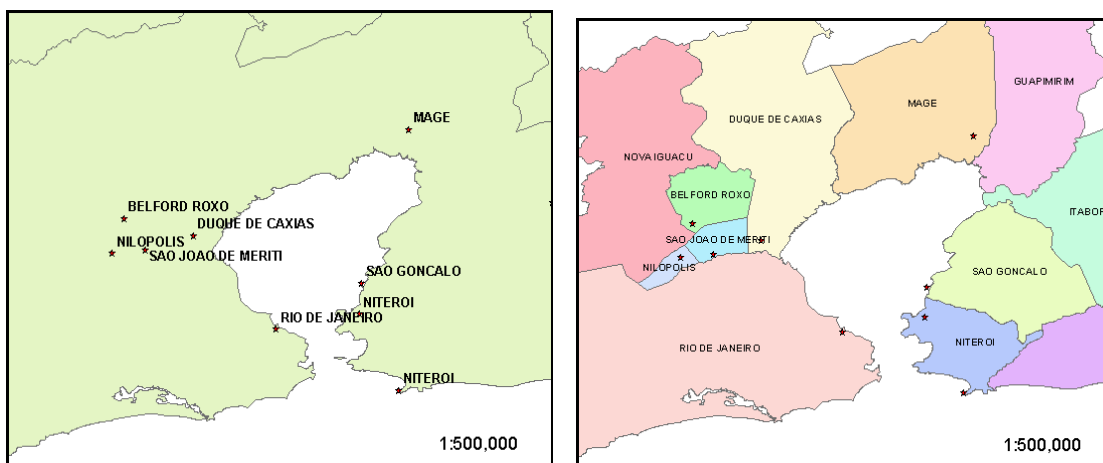 MAGE
BELFORD ROXO
DUQUE DE CAXIAS
NILOPOLIS
SAO JOAO DE MERITI
SAO GONCALO
NITEROI
RIO DE JANEIRO
NITEROI
1:500,000
GUAPIMIRIM
MAGE
DUQUE DE CAXIAS
NOVA IGUACU
BELFORD ROXO
ITABOR
SAO JOAO DE MERITI
NILOPOLIS
SAO GONCALO
RIO DE JANEIRO
NITEROI
1:500,000